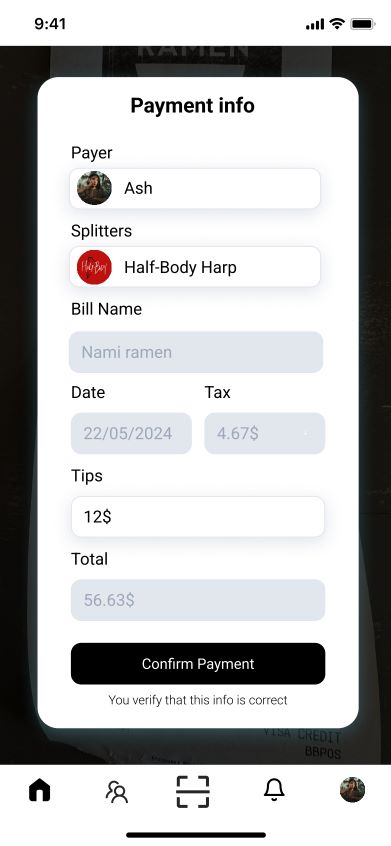 9:41
RAMEN
Payment info
Payer
Ash
Splitters
Half-Body Harp
Bill Name
Nami ramen
Date Tax
22/05/2024 4.67$
Tips
12$
Total
56.63$
Confirm Payment
You verify that this info is correct
VISA CREDIT
BBPOS